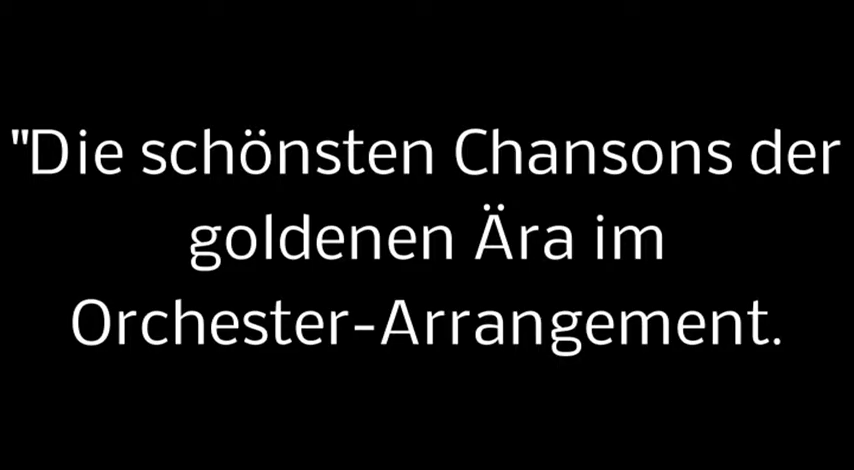 "Die schönsten Chansons der
goldenen Ära im
Orchester-Arrangement.